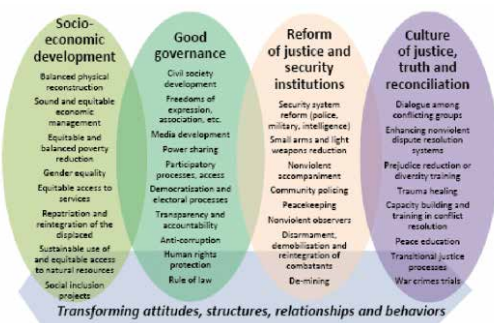 Socio-
economic
development
Balanced physical
reconstruction
Sound and equitable
economic
management
Equitable and
balanced poverty
reduction
Gender equality
Equitable access to
services
Repatriation and
reintegration of the
displaced
Sustainable use of
and equitable access
to natural resources
Social inclusion
projects
Good
governance
Civil society
development
Freedoms of
expression,
association, etc.
Media development
Power sharing
Participatory
processes, access
Democratization and
electoral processes
Transparency and
accountability
Anti-corruption
Human rights
protection
Rule of law
Reform
of justice and
security
institutions
Security system
reform (police,
military, intelligence)
Small arms and light
weapons reduction
Nonviolent
accompaniment
Community policing
Peacekeeping
Nonviolent observers
Disarmament,
demobilisation and
reintegration of
combatants
De-mining
Culture
of justice,
truth and
reconciliation
Dialogue among
conflicting groups
Enhancing nonviolent
dispute resolution
systems
Prejudice reduction or
diversity training
Trauma healing
Capacity building and
training in conflict
resolution
Peace education
Transitional justice
processes
War crimes trials
Transforming attitudes, structures, relationships and behaviors